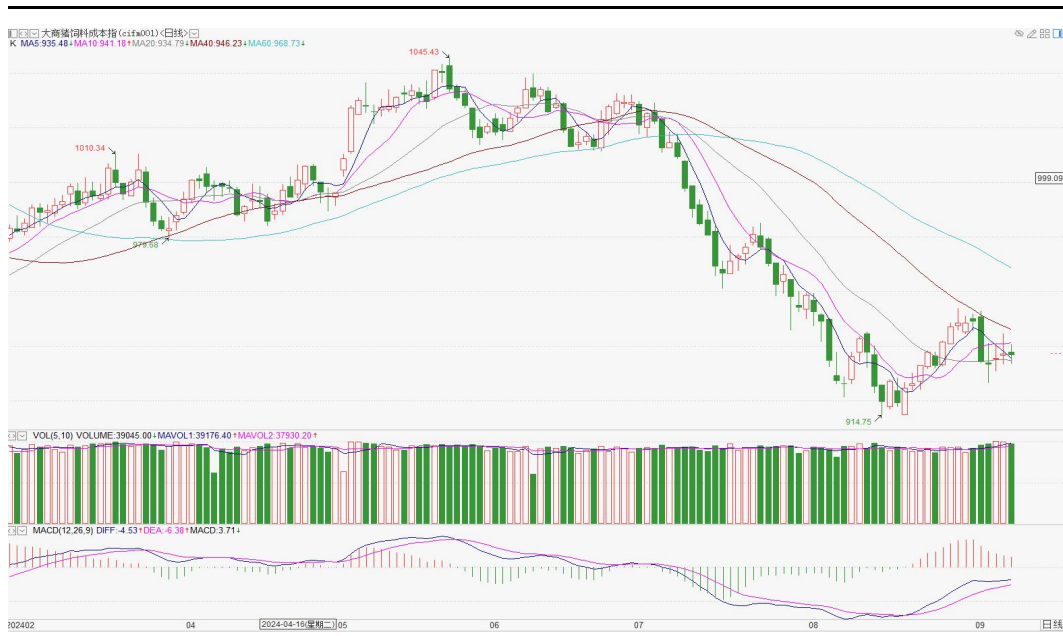 大商猪饲料成本指(cifm001)<日线>
K MA5:935.48↓MA10:941.18↑MA20:934.79↓MA40:946.23↓MA60:968.73↓
1045.43
1010.34
999.09
979.68
914.75
VOL(5,10) VOLUME:39045.00↓MAVOL1:39176.40↑MAVOL2:37930.20↑
MACD(12,26,9) DIFF:-4.53↑DEA:-6.38↑MACD:3.71↓
202402 04 2024-04-16(星期二) 05 06 07 08 09 日线